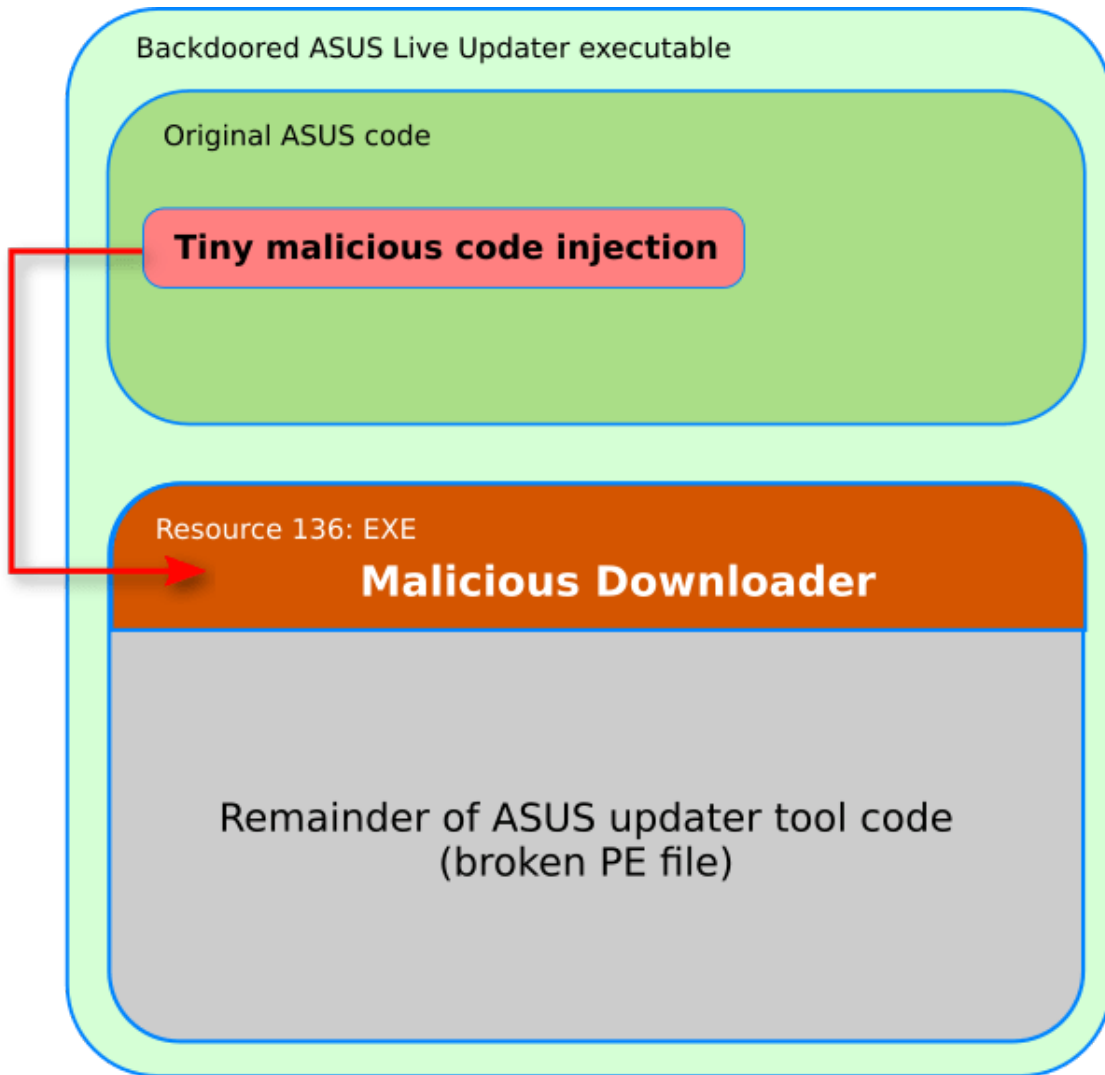 Backdoored ASUS Live Updater executable
Original ASUS code
Tiny malicious code injection
Resource 136: EXE
Malicious Downloader
Remainder of ASUS updater tool code
(broken PE file)